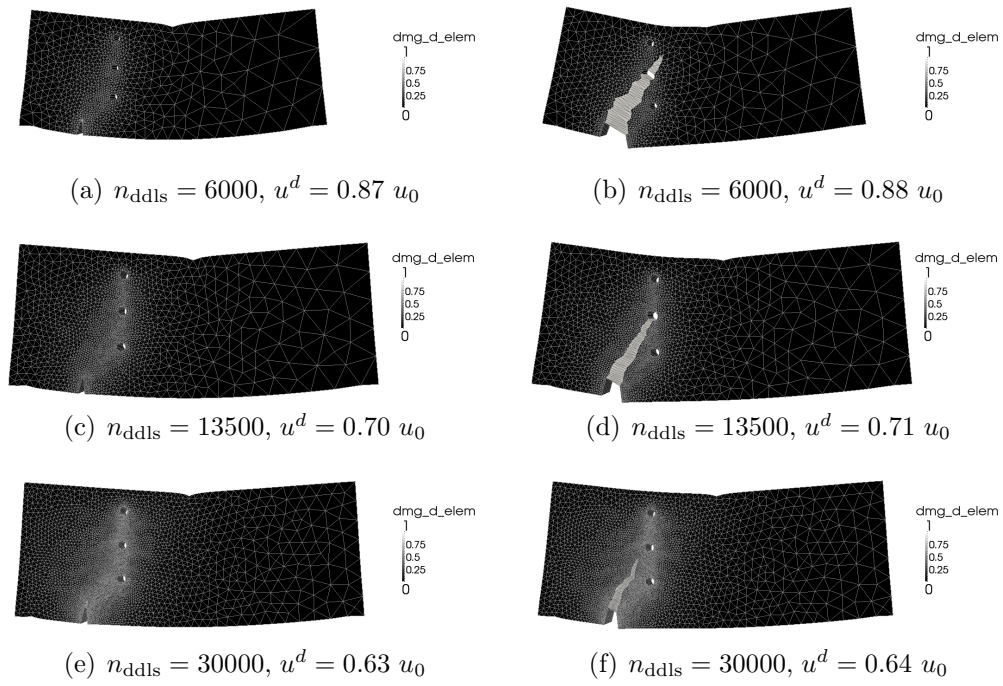 dmg_d_elem
1
0.75
0.5
0.25
0
dmg_d_elem
1
0.75
0.5
0.25
0
(a) n_ddls = 6000, u^d = 0.87 u_0
(b) n_ddls = 6000, u^d = 0.88 u_0
dmg_d_elem
1
0.75
0.5
0.25
0
dmg_d_elem
1
0.75
0.5
0.25
0
(c) n_ddls = 13500, u^d = 0.70 u_0
(d) n_ddls = 13500, u^d = 0.71 u_0
dmg_d_elem
1
0.75
0.5
0.25
0
dmg_d_elem
1
0.75
0.5
0.25
0
(e) n_ddls = 30000, u^d = 0.63 u_0
(f) n_ddls = 30000, u^d = 0.64 u_0